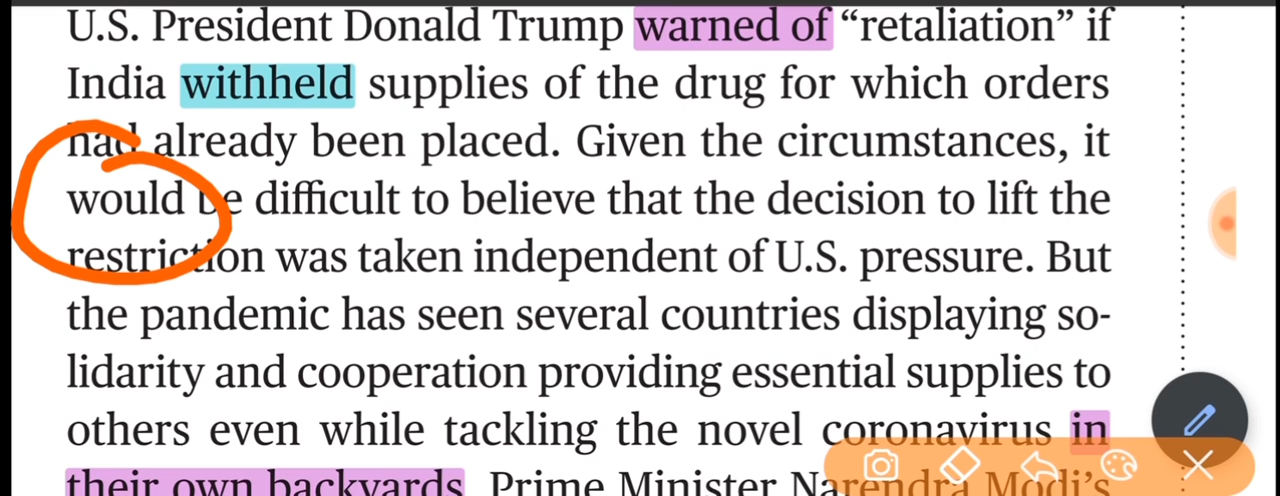 U.S. President Donald Trump warned of “retaliation” if
India withheld supplies of the drug for which orders
had already been placed. Given the circumstances, it
would be difficult to believe that the decision to lift the
restriction was taken independent of U.S. pressure. But
the pandemic has seen several countries displaying so-
lidarity and cooperation providing essential supplies to
others even while tackling the novel coronavirus in
their own backyards. Prime Minister Narendra Modi’s